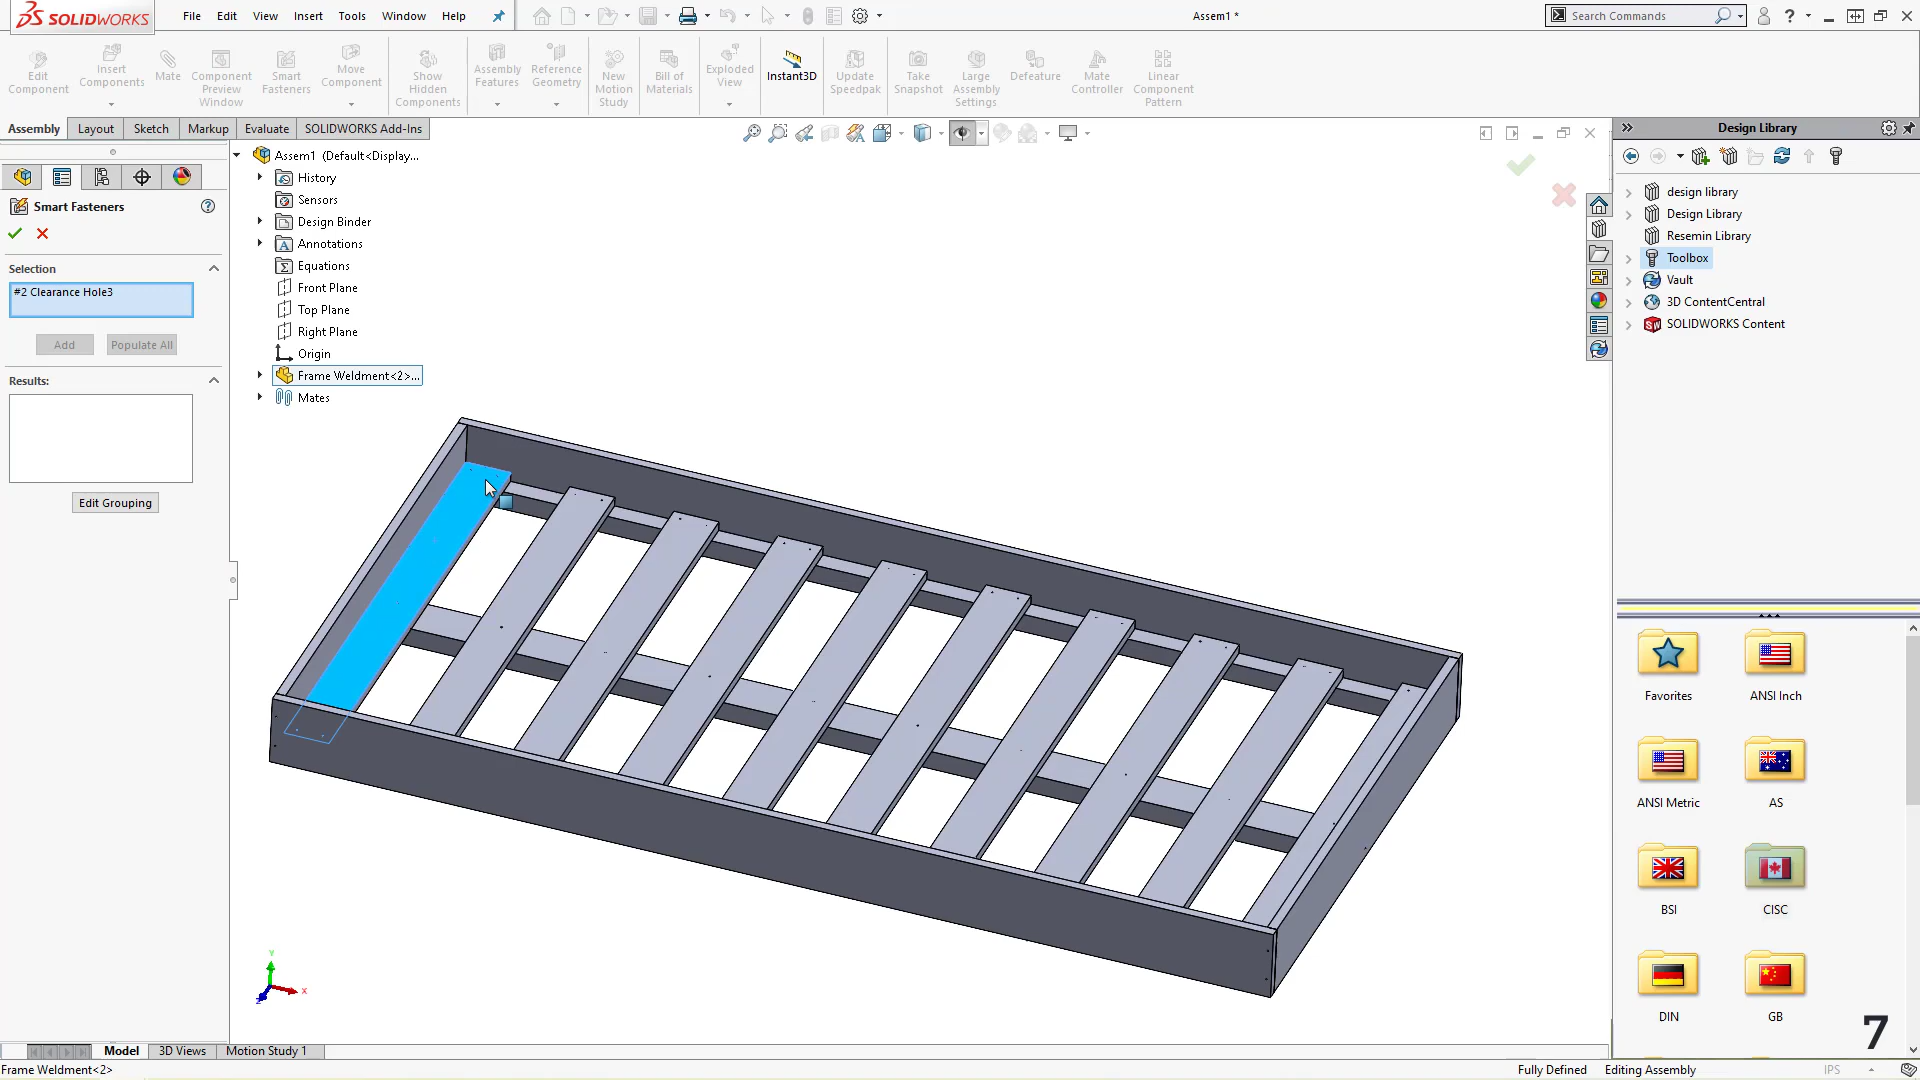 SOLIDWORKS
File Edit View Insert Tools Window Help
Assem1 *
Search Commands
Edit Component
Insert Components
Mate
Component Preview Window
Smart Fasteners
Move Component
Show Hidden Components
Assembly Features
Reference Geometry
New Motion Study
Bill of Materials
Exploded View
Instant3D
Update Speedpak
Take Snapshot
Large Assembly Settings
Defeature
Mate Controller
Linear Component Pattern
Assembly Layout Sketch Markup Evaluate SOLIDWORKS Add-Ins
Smart Fasteners
Selection
#2 Clearance Hole3
Add Populate All
Results:
Edit Grouping
Assem1 (Default<Display...
History
Sensors
Design Binder
Annotations
Equations
Front Plane
Top Plane
Right Plane
Origin
Frame Weldment<2>...
Mates
Y
X
Z
Design Library
design library
Design Library
Resemin Library
Toolbox
Vault
3D ContentCentral
SOLIDWORKS Content
Favorites ANSI Inch
ANSI Metric AS
BSI CISC
DIN GB
7
Model 3D Views Motion Study 1
Frame Weldment<2>
Fully Defined Editing Assembly IPS